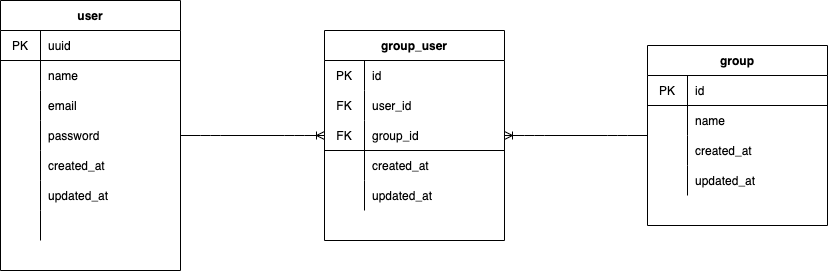 user
PK uuid
name
email
password
created_at
updated_at
group_user
PK id
FK user_id
FK group_id
created_at
updated_at
group
PK id
name
created_at
updated_at